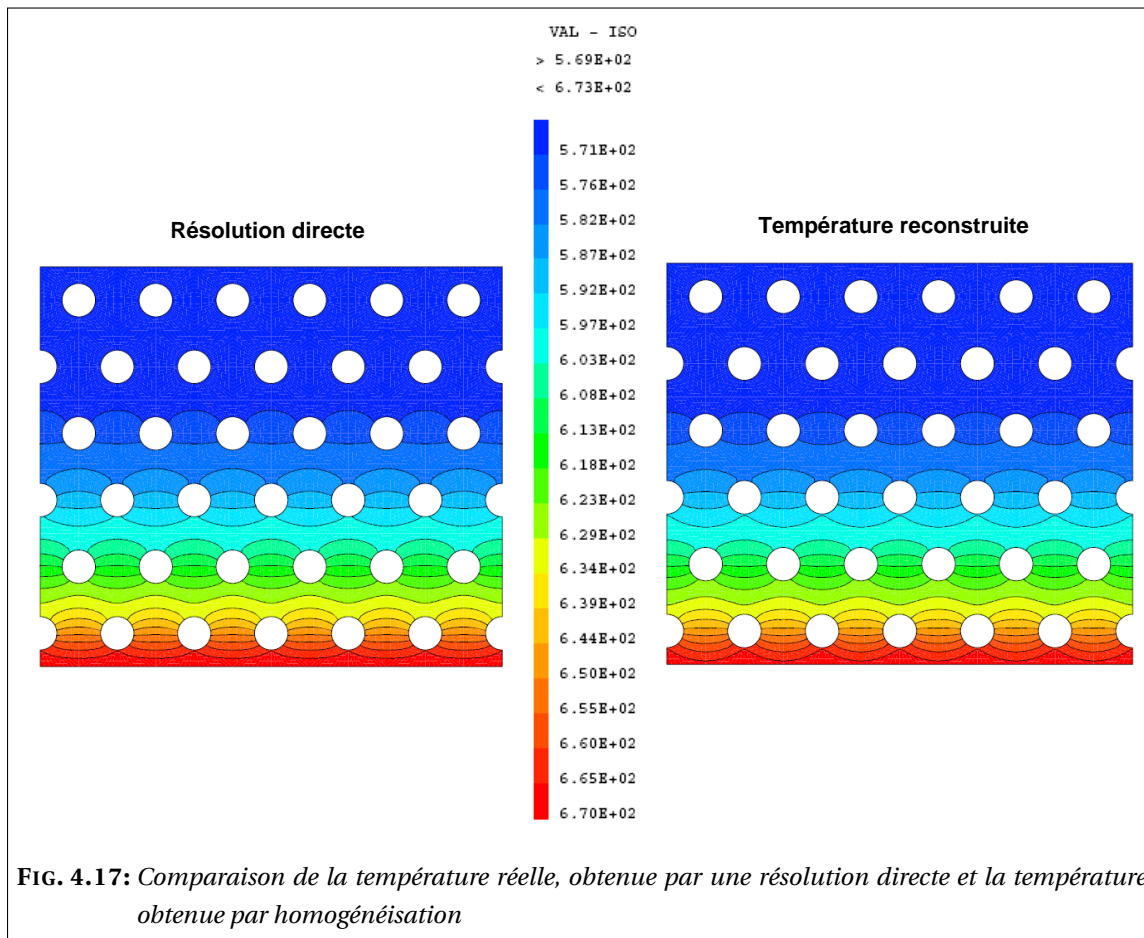 VAL - ISO
> 5.69E+02
< 6.73E+02
5.71E+02
5.76E+02
5.82E+02
5.87E+02
5.92E+02
5.97E+02
6.03E+02
6.08E+02
6.13E+02
6.18E+02
6.23E+02
6.29E+02
6.34E+02
6.39E+02
6.44E+02
6.50E+02
6.55E+02
6.60E+02
6.65E+02
6.70E+02
Résolution directe
Température reconstruite
FIG. 4.17: Comparaison de la température réelle, obtenue par une résolution directe et la température
obtenue par homogénéisation